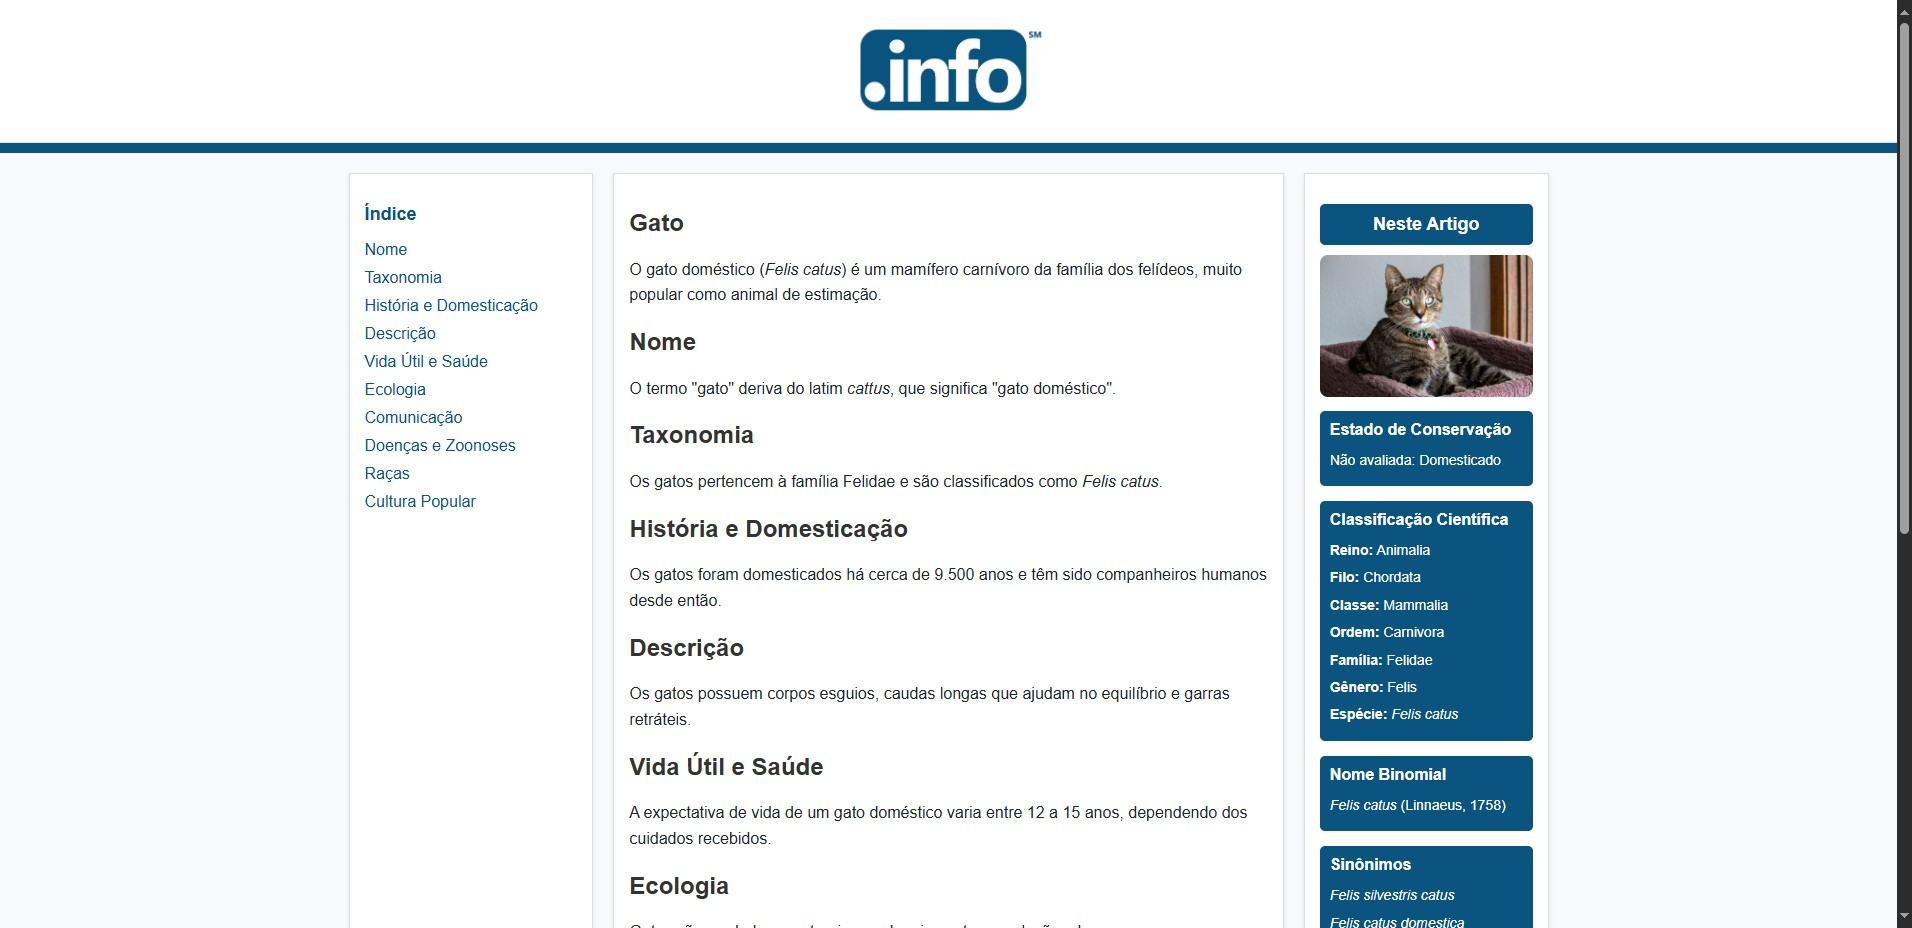 .info SM
Índice
Nome
Taxonomia
História e Domesticação
Descrição
Vida Útil e Saúde
Ecologia
Comunicação
Doenças e Zoonoses
Raças
Cultura Popular
Gato
O gato doméstico (Felis catus) é um mamífero carnívoro da família dos felídeos, muito
popular como animal de estimação.
Nome
O termo "gato" deriva do latim cattus, que significa "gato doméstico".
Taxonomia
Os gatos pertencem à família Felidae e são classificados como Felis catus.
História e Domesticação
Os gatos foram domesticados há cerca de 9.500 anos e têm sido companheiros humanos
desde então.
Descrição
Os gatos possuem corpos esguios, caudas longas que ajudam no equilíbrio e garras
retráteis.
Vida Útil e Saúde
A expectativa de vida de um gato doméstico varia entre 12 a 15 anos, dependendo dos
cuidados recebidos.
Ecologia
Neste Artigo
Estado de Conservação
Não avaliada: Domesticado
Classificação Científica
Reino: Animalia
Filo: Chordata
Classe: Mammalia
Ordem: Carnivora
Família: Felidae
Gênero: Felis
Espécie: Felis catus
Nome Binomial
Felis catus (Linnaeus, 1758)
Sinônimos
Felis silvestris catus
Felis catus domestica